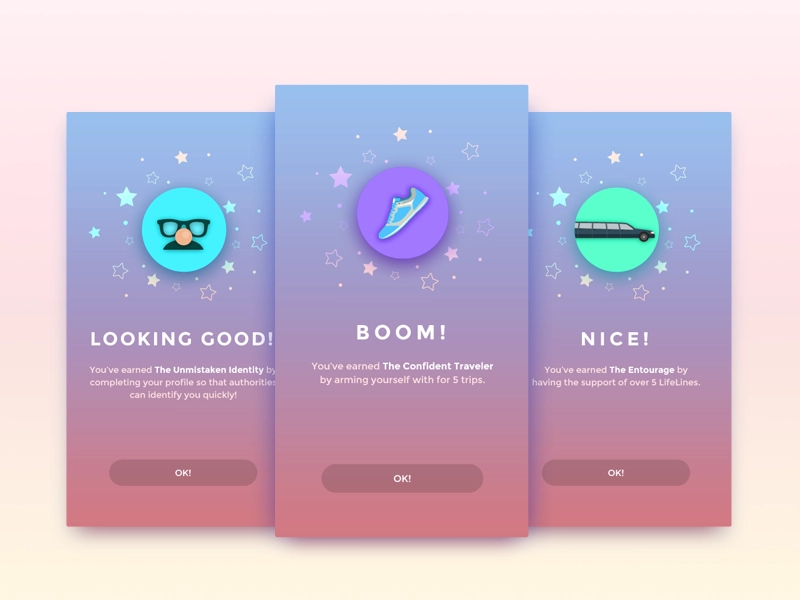 LOOKING GOOD!
You've earned The Unmistaken Identity by
completing your profile so that authorities
can identify you quickly!
OK!
BOOM!
You've earned The Confident Traveler
by arming yourself with for 5 trips.
OK!
NICE!
You've earned The Entourage by
having the support of over 5 LifeLines.
OK!